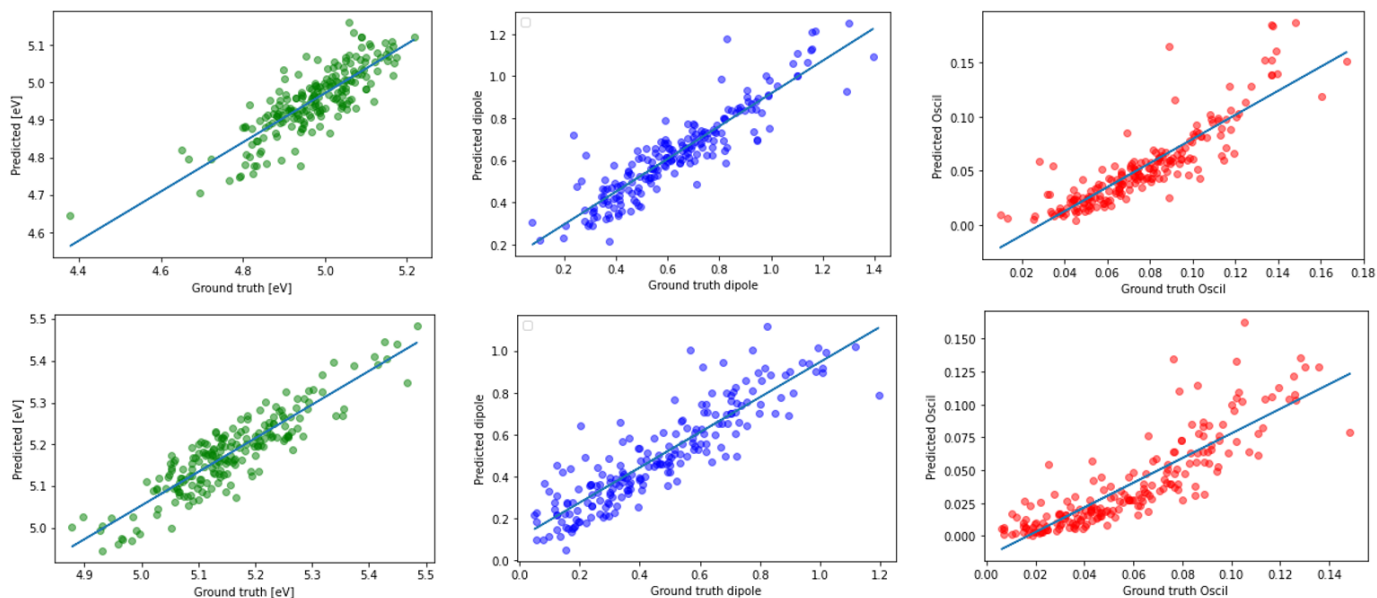 5.1
5.0
4.9
4.8
4.7
4.6
Predicted [eV]
4.4 4.6 4.8 5.0 5.2
Ground truth [eV]
1.2
1.0
0.8
0.6
0.4
0.2
Predicted dipole
0.2 0.4 0.6 0.8 1.0 1.2 1.4
Ground truth dipole
0.15
0.10
0.05
0.00
Predicted Oscil
0.02 0.04 0.06 0.08 0.10 0.12 0.14 0.16 0.18
Ground truth Oscil
5.5
5.4
5.3
5.2
5.1
5.0
Predicted [eV]
4.9 5.0 5.1 5.2 5.3 5.4 5.5
Ground truth [eV]
1.0
0.8
0.6
0.4
0.2
0.0
Predicted dipole
0.0 0.2 0.4 0.6 0.8 1.0 1.2
Ground truth dipole
0.150
0.125
0.100
0.075
0.050
0.025
0.000
Predicted Oscil
0.00 0.02 0.04 0.06 0.08 0.10 0.12 0.14
Ground truth Oscil